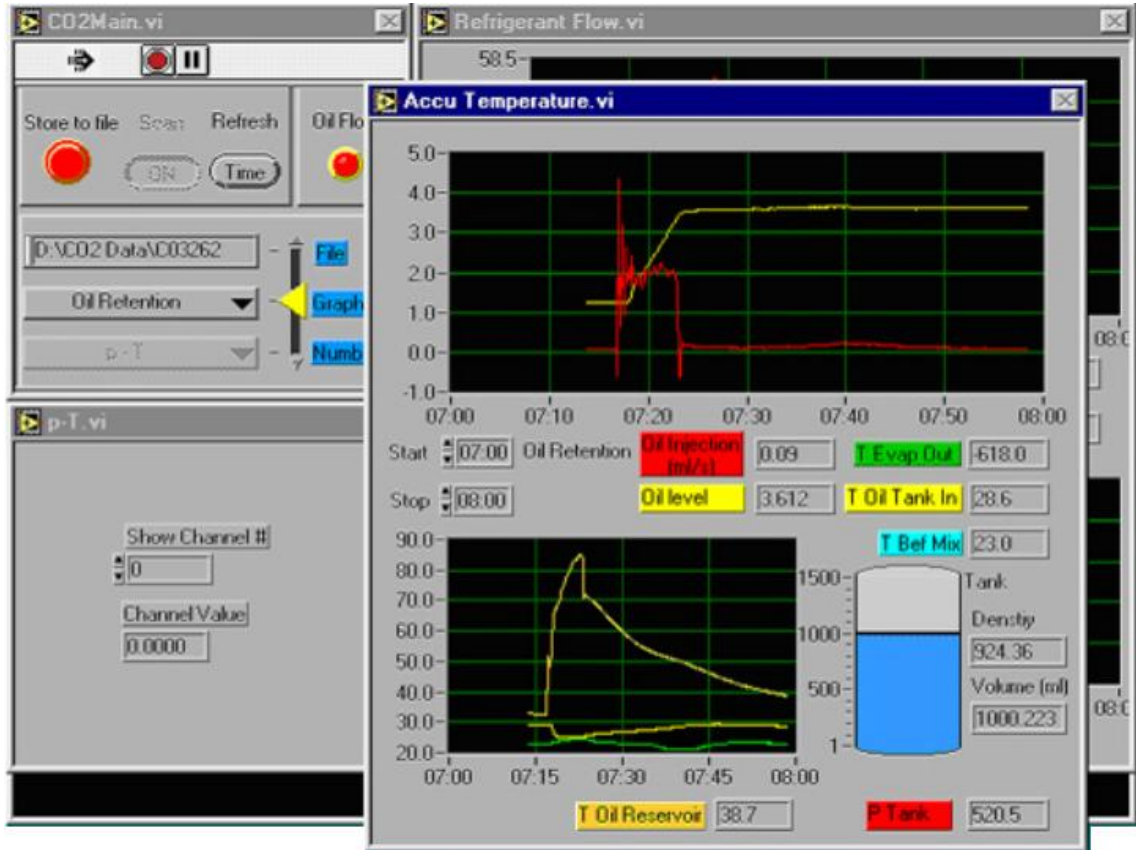 CO2Main.vi
Store to file Scan Refresh Oil Flo
ON Time
D:\CO2 Data\C03262 File
Oil Retention Graph
p - T Numb
Refrigerant Flow.vi
58.5
08:0
08:0
p-T.vi
Show Channel #
0
Channel Value
0.0000
Accu Temperature.vi
5.0
4.0
3.0
2.0
1.0
0.0
-1.0
07:00 07:10 07:20 07:30 07:40 07:50 08:00
Start 07:00 Oil Retention Oil Injection (ml/s) 0.09 T Evap Out -618.0
Stop 08:00 Oil level 3.612 T Oil Tank In 28.6
T Bef Mix 23.0
90.0
80.0
70.0
60.0
50.0
40.0
30.0
20.0
07:00 07:15 07:30 07:45 08:00
1500 Tank
1000 Denstiy
924.36
500 Volume (ml)
1000.223
1
T Oil Reservoir 38.7 P Tank 520.5